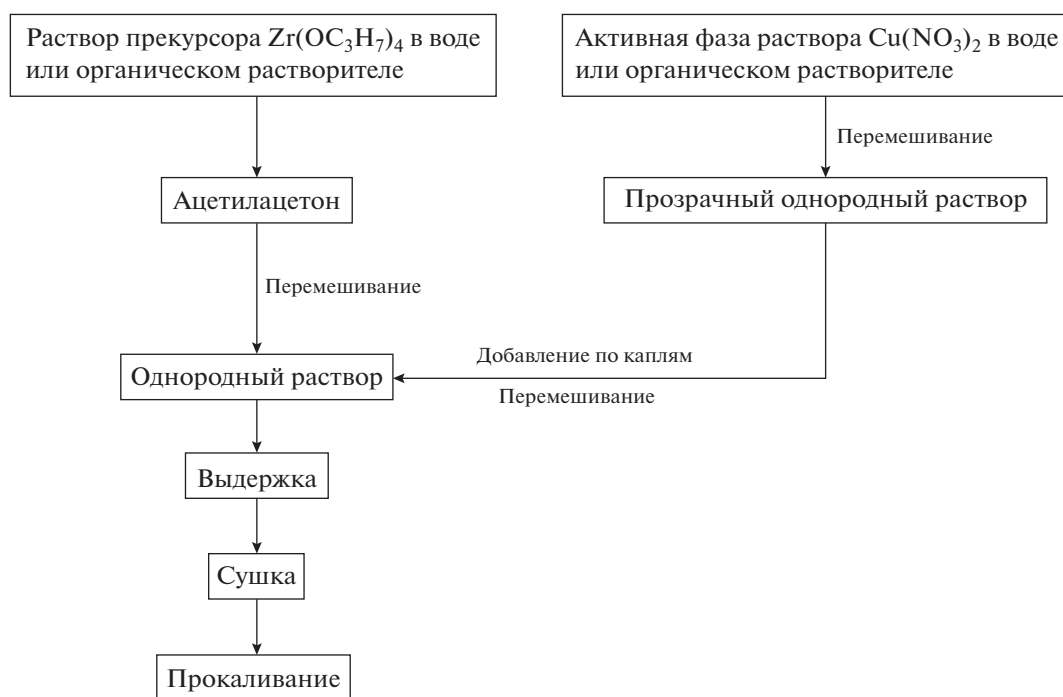 Раствор прекурсора Zr(OC₃H₇)₄ в воде
или органическом растворителе
Активная фаза раствора Cu(NO₃)₂ в воде
или органическом растворителе
Перемешивание
Ацетилацетон
Прозрачный однородный раствор
Перемешивание
Добавление по каплям
Однородный раствор
Перемешивание
Выдержка
Сушка
Прокаливание